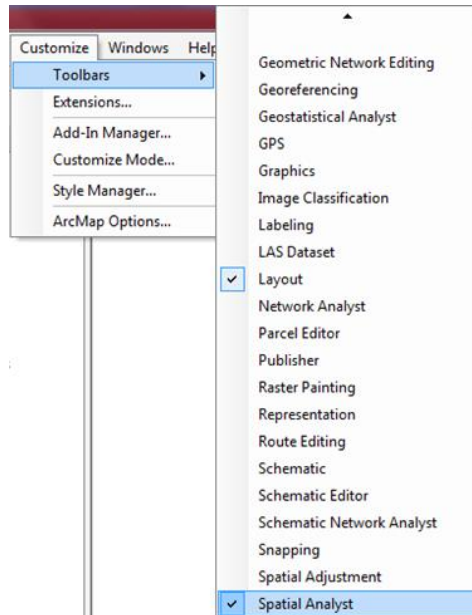 Customize Windows Help
Toolbars
Extensions...
Add-In Manager...
Customize Mode...
Style Manager...
ArcMap Options...
Geometric Network Editing
Georeferencing
Geostatistical Analyst
GPS
Graphics
Image Classification
Labeling
LAS Dataset
Layout
Network Analyst
Parcel Editor
Publisher
Raster Painting
Representation
Route Editing
Schematic
Schematic Editor
Schematic Network Analyst
Snapping
Spatial Adjustment
Spatial Analyst